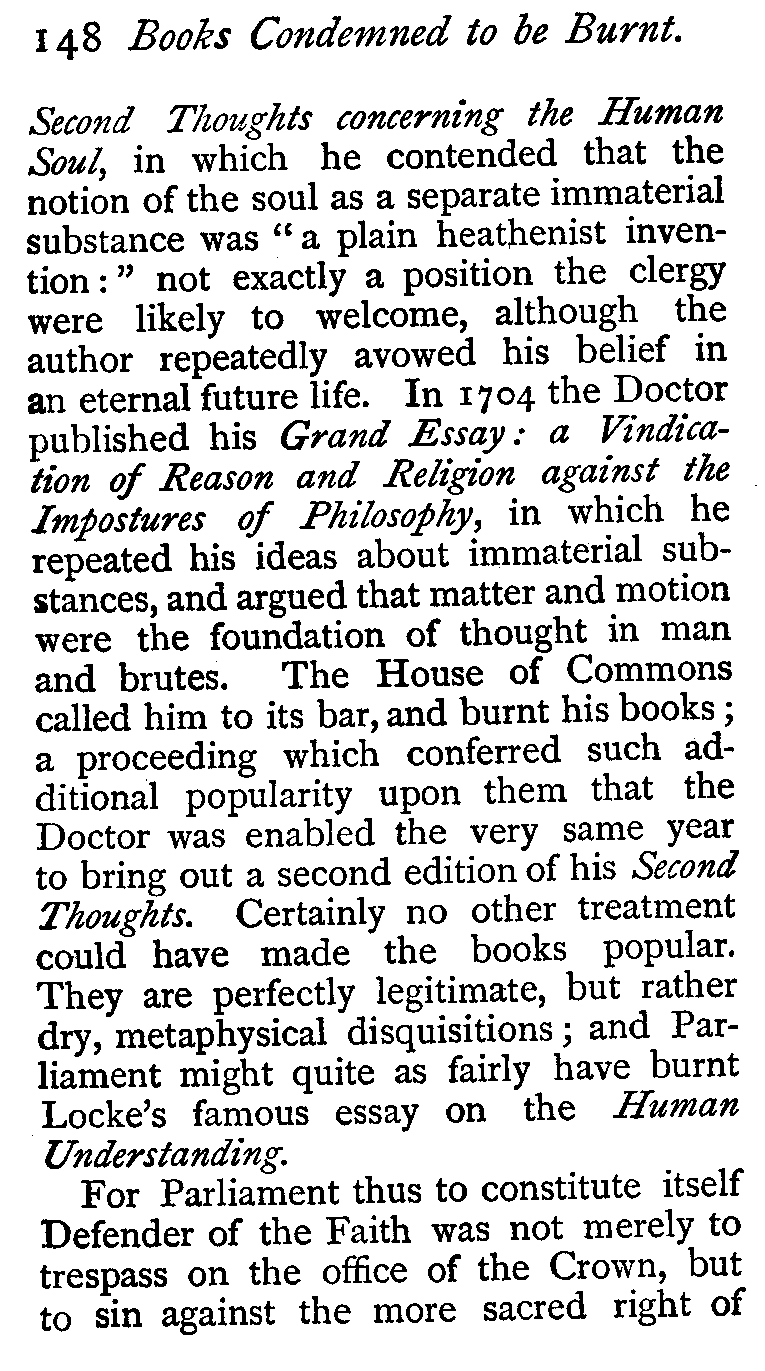 148 Books Condemned to be Burnt.
Second Thoughts concerning the Human
Soul, in which he contended that the
notion of the soul as a separate immaterial
substance was “ a plain heathenist inven-
tion : ” not exactly a position the clergy
were likely to welcome, although the
author repeatedly avowed his belief in
an eternal future life. In 1704 the Doctor
published his Grand Essay : a Vindica-
tion of Reason and Religion against the
Impostures of Philosophy, in which he
repeated his ideas about immaterial sub-
stances, and argued that matter and motion
were the foundation of thought in man
and brutes. The House of Commons
called him to its bar, and burnt his books ;
a proceeding which conferred such ad-
ditional popularity upon them that the
Doctor was enabled the very same year
to bring out a second edition of his Second
Thoughts. Certainly no other treatment
could have made the books popular.
They are perfectly legitimate, but rather
dry, metaphysical disquisitions ; and Par-
liament might quite as fairly have burnt
Locke’s famous essay on the Human
Understanding.
For Parliament thus to constitute itself
Defender of the Faith was not merely to
trespass on the office of the Crown, but
to sin against the more sacred right of